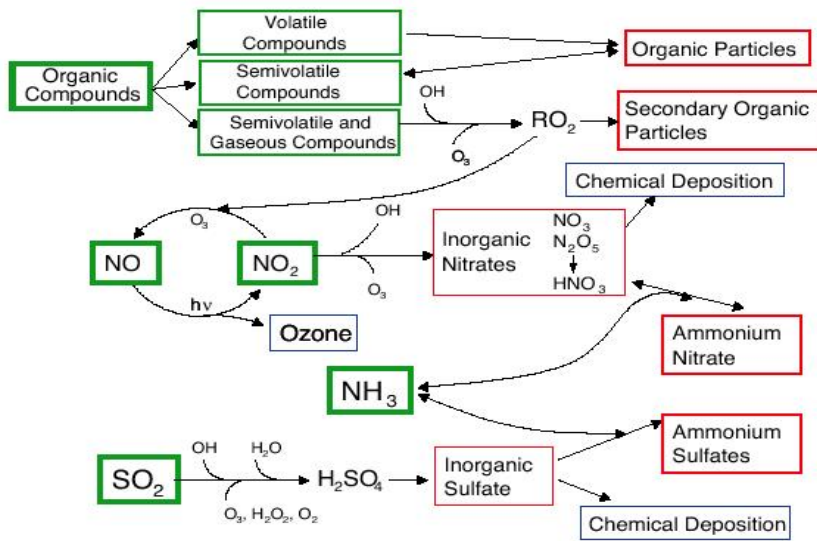 Volatile
Compounds
Organic
Compounds
Semivolatile
Compounds
Semivolatile and
Gaseous Compounds
OH
O₃
RO₂
Organic Particles
Secondary Organic
Particles
Chemical Deposition
O₃
NO
NO₂
hν
Ozone
OH
O₃
Inorganic
Nitrates
NO₃
N₂O₅
HNO₃
Ammonium
Nitrate
NH₃
Ammonium
Sulfates
SO₂
OH
H₂O
O₃, H₂O₂, O₂
H₂SO₄
Inorganic
Sulfate
Chemical Deposition